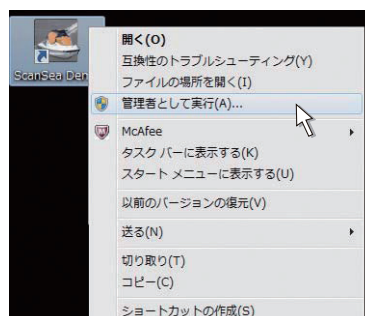 ScanSea Den
開く(O)
互換性のトラブルシューティング(Y)
ファイルの場所を開く(I)
管理者として実行(A)...
McAfee
タスク バーに表示する(K)
スタート メニューに表示する(U)
以前のバージョンの復元(V)
送る(N)
切り取り(T)
コピー(C)
ショートカットの作成(S)